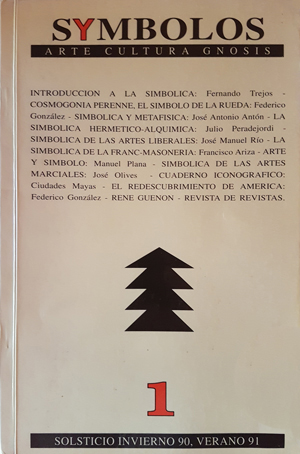 SYMBOLOS
ARTE CULTURA GNOSIS
INTRODUCCION A LA SIMBOLICA: Fernando Trejos -
COSMOGONIA PERENNE, EL SIMBOLO DE LA RUEDA: Federico
González - SIMBOLICA Y METAFISICA: José Antonio Antón - LA
SIMBOLICA HERMETICO-ALQUIMICA: Julio Peradejordi -
SIMBOLICA DE LAS ARTES LIBERALES: José Manuel Río - LA
SIMBOLICA DE LA FRANC-MASONERIA: Francisco Ariza - ARTE
Y SIMBOLO: Manuel Plana - SIMBOLICA DE LAS ARTES
MARCIALES: José Olives - CUADERNO ICONOGRAFICO:
Ciudades Mayas - EL REDESCUBRIMIENTO DE AMERICA:
Federico González - RENE GUENON - REVISTA DE REVISTAS.
1
SOLSTICIO INVIERNO 90, VERANO 91